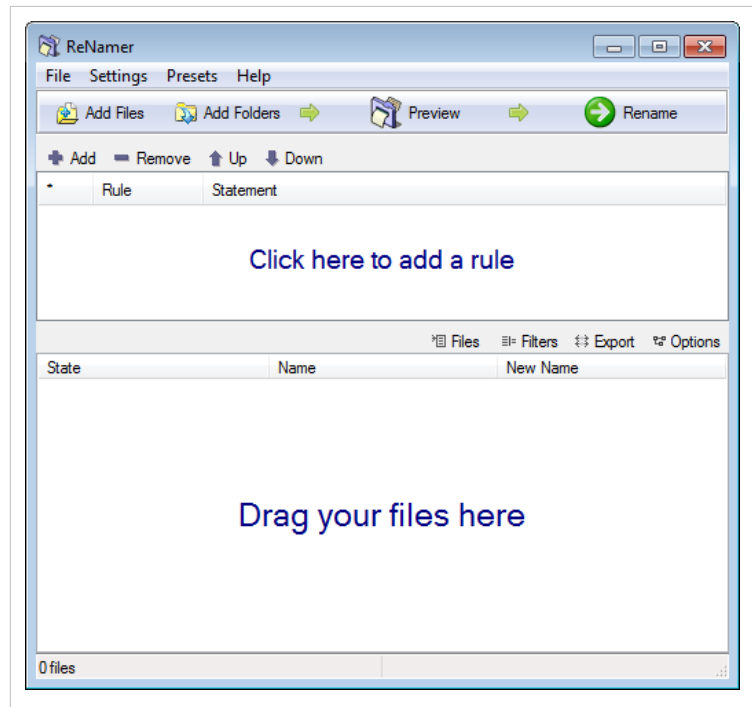 ReNamer
File Settings Presets Help
Add Files Add Folders Preview Rename
Add Remove Up Down
* Rule Statement
Click here to add a rule
Files Filters Export Options
State Name New Name
Drag your files here
0 files